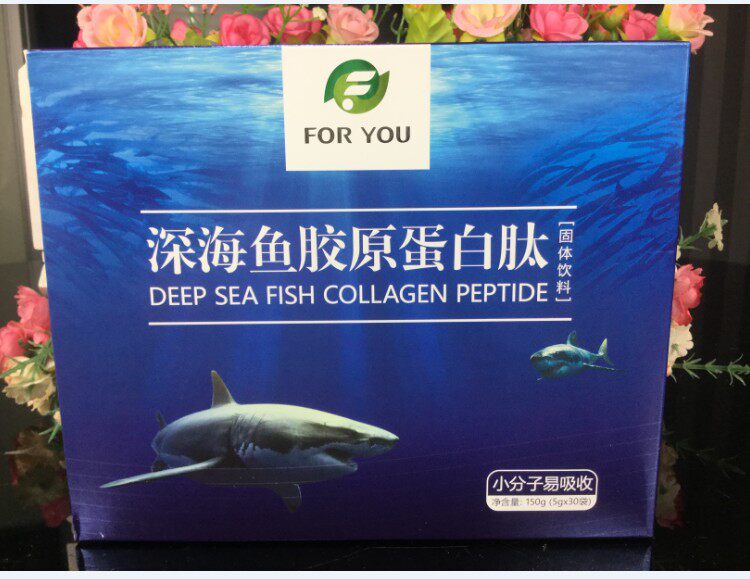 FOR YOU
深海鱼胶原蛋白肽
[固体饮料]
DEEP SEA FISH COLLAGEN PEPTIDE
小分子易吸收
净含量: 150g (5gx30袋)